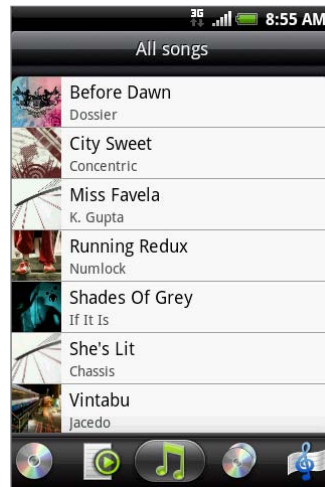 3G 8:55 AM
All songs
Before Dawn
Dossier
City Sweet
Concentric
Miss Favela
K. Gupta
Running Redux
Numlock
Shades Of Grey
If It Is
She's Lit
Chassis
Vintabu
Jacedo